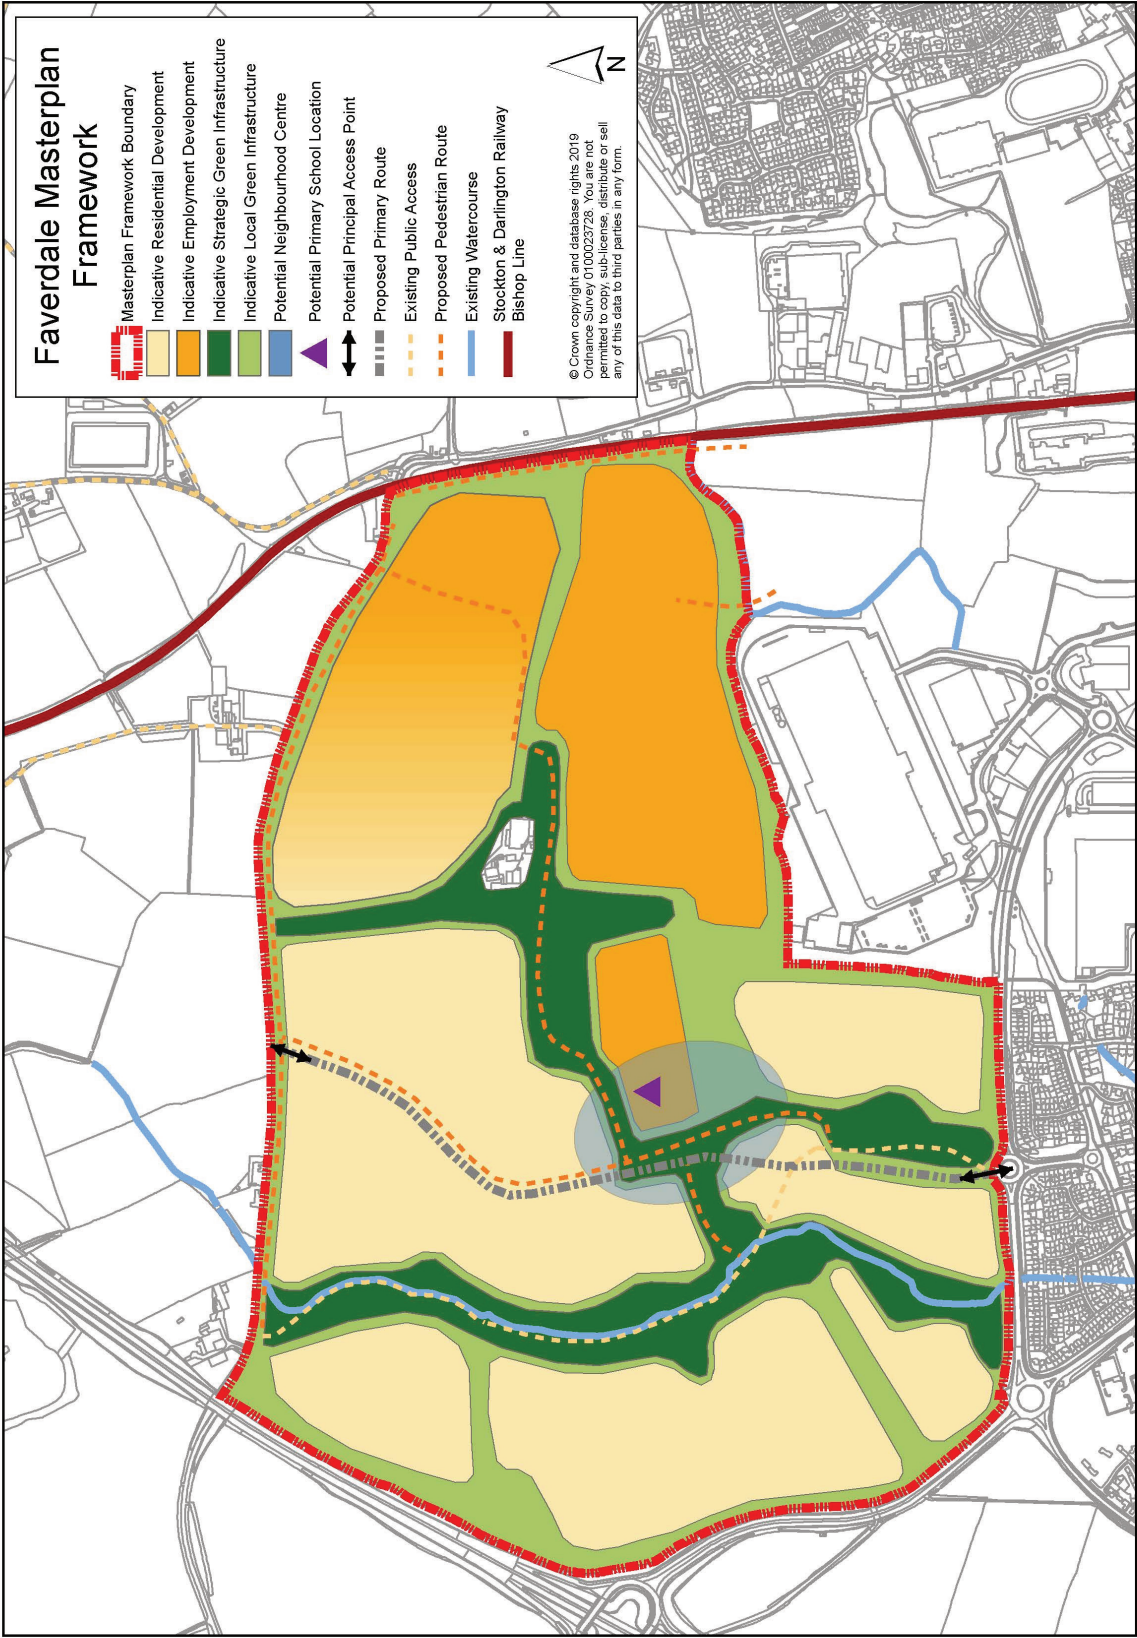 Faverdale Masterplan
Framework
Masterplan Framework Boundary
Indicative Residential Development
Indicative Employment Development
Indicative Strategic Green Infrastructure
Indicative Local Green Infrastructure
Potential Neighbourhood Centre
Potential Primary School Location
Potential Principal Access Point
Proposed Primary Route
Existing Public Access
Proposed Pedestrian Route
Existing Watercourse
Stockton & Darlington Railway
Bishop Line
© Crown copyright and database rights 2019
Ordnance Survey 0100023728. You are not
permitted to copy, sub-license, distribute or sell
any of this data to third parties in any form.
N